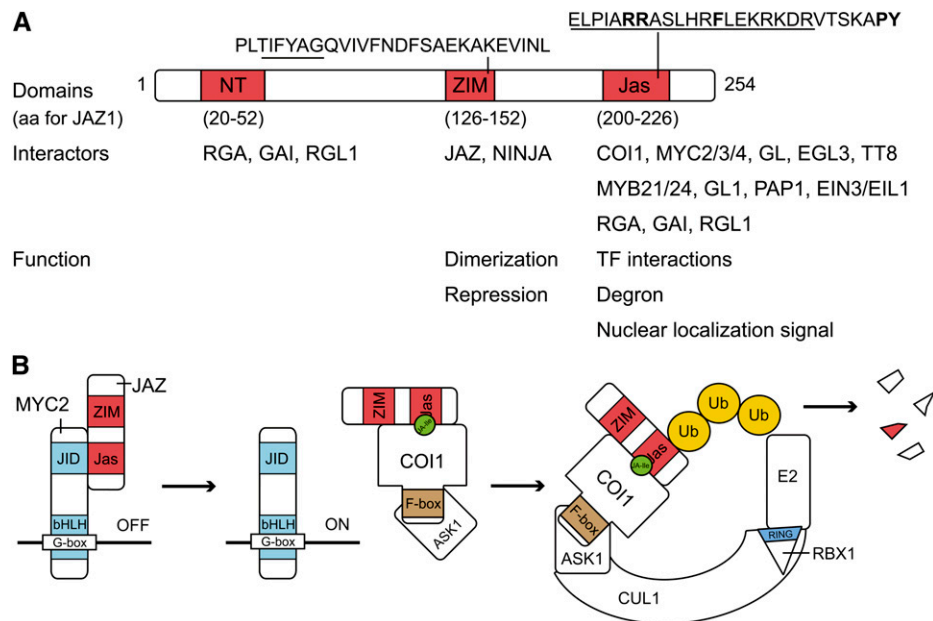 A
ELPIARRASLHRFLEKRKDRVTSKAPY
PLTIFYAGQVIVFNDFSAEKAKEVINL
1 NT ZIM Jas 254
Domains
(aa for JAZ1) (20-52) (126-152) (200-226)
Interactors RGA, GAI, RGL1 JAZ, NINJA COI1, MYC2/3/4, GL, EGL3, TT8
MYB21/24, GL1, PAP1, EIN3/EIL1
RGA, GAI, RGL1
Function Dimerization TF interactions
Repression Degron
Nuclear localization signal
B
MYC2 JAZ
ZIM
JID Jas
bHLH
G-box
OFF
JID
bHLH
G-box
ON
ZIM Jas
JA-Ile
COI1
F-box
ASK1
ZIM Jas
JA-Ile
COI1
F-box
ASK1
Ub Ub Ub
E2
RING
RBX1
CUL1